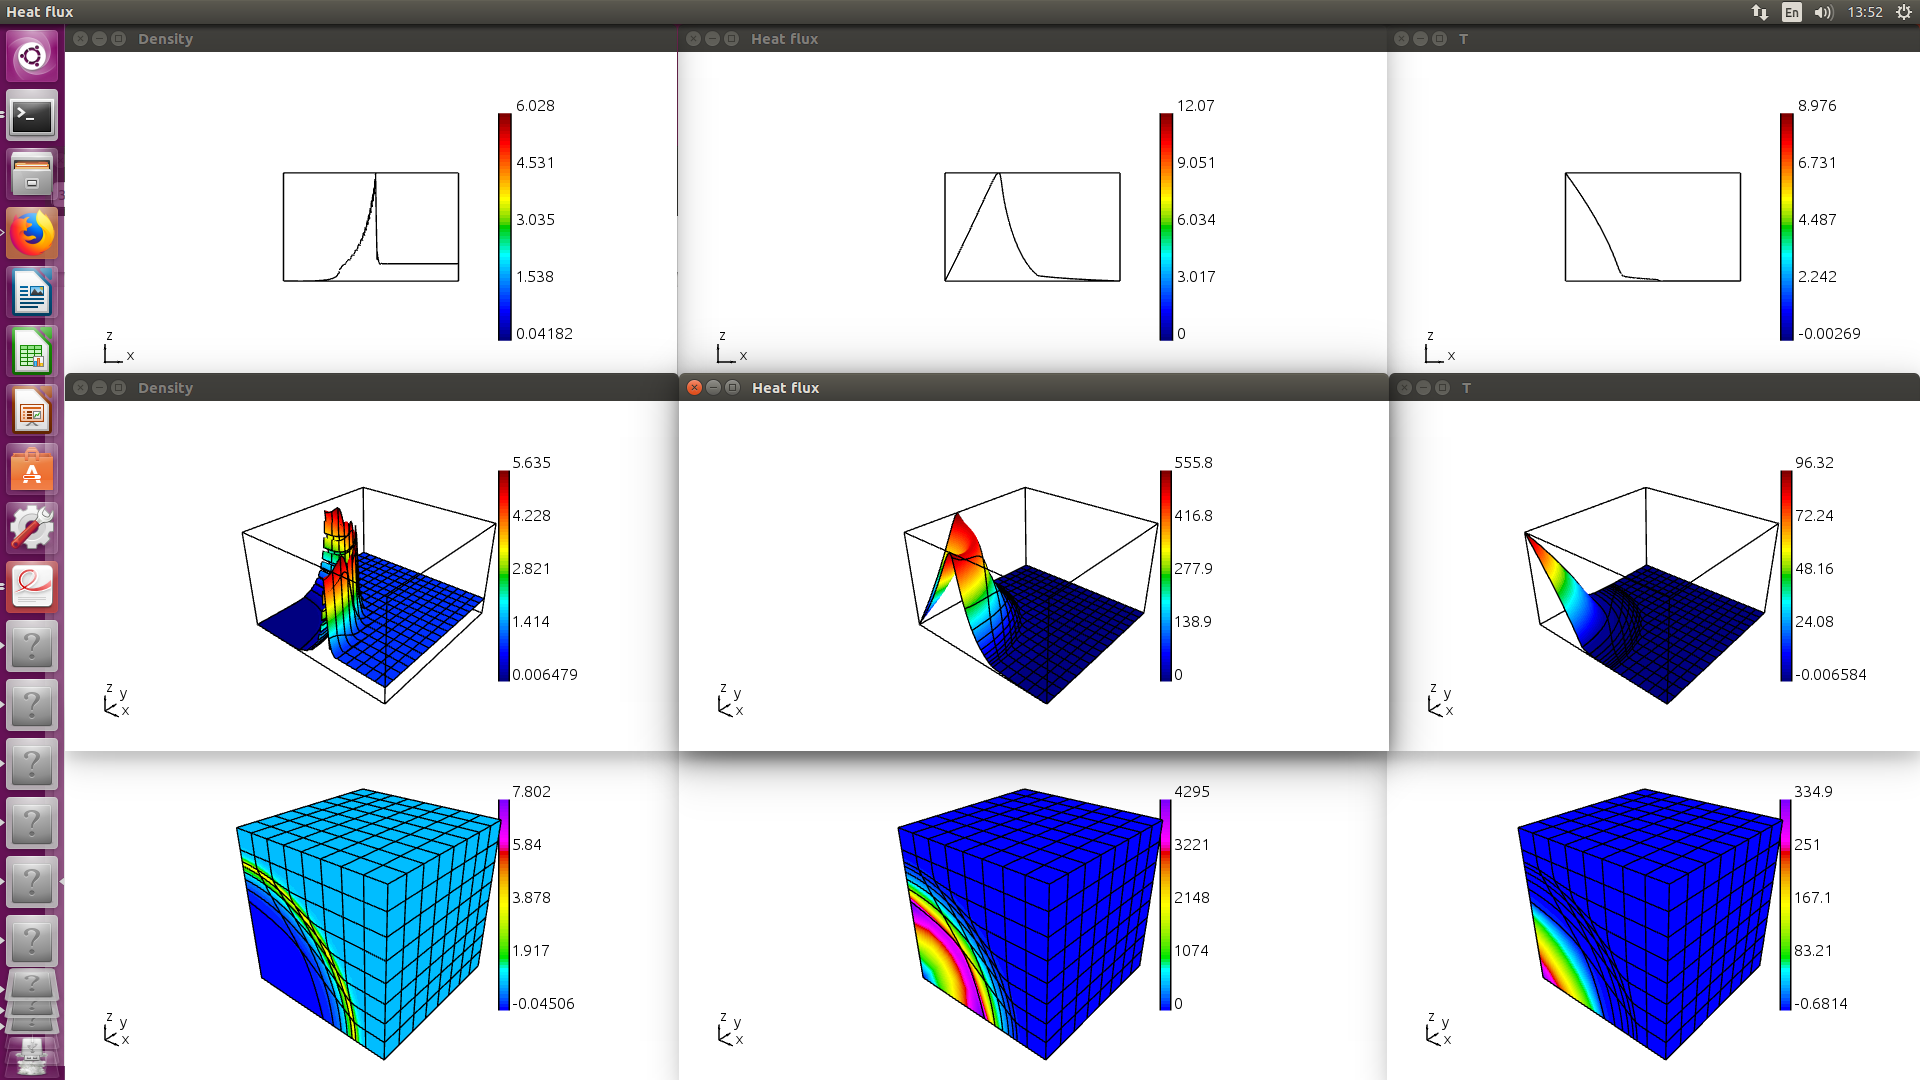 Heat flux
En
13:52
Density
Heat flux
T
6.028
4.531
3.035
1.538
0.04182
z
x
12.07
9.051
6.034
3.017
0
z
x
8.976
6.731
4.487
2.242
-0.00269
z
x
Density
Heat flux
T
5.635
4.228
2.821
1.414
0.006479
z
y
x
555.8
416.8
277.9
138.9
0
z
y
x
96.32
72.24
48.16
24.08
-0.006584
z
y
x
7.802
5.84
3.878
1.917
-0.04506
z
y
x
4295
3221
2148
1074
0
z
y
x
334.9
251
167.1
83.21
-0.6814
z
y
x